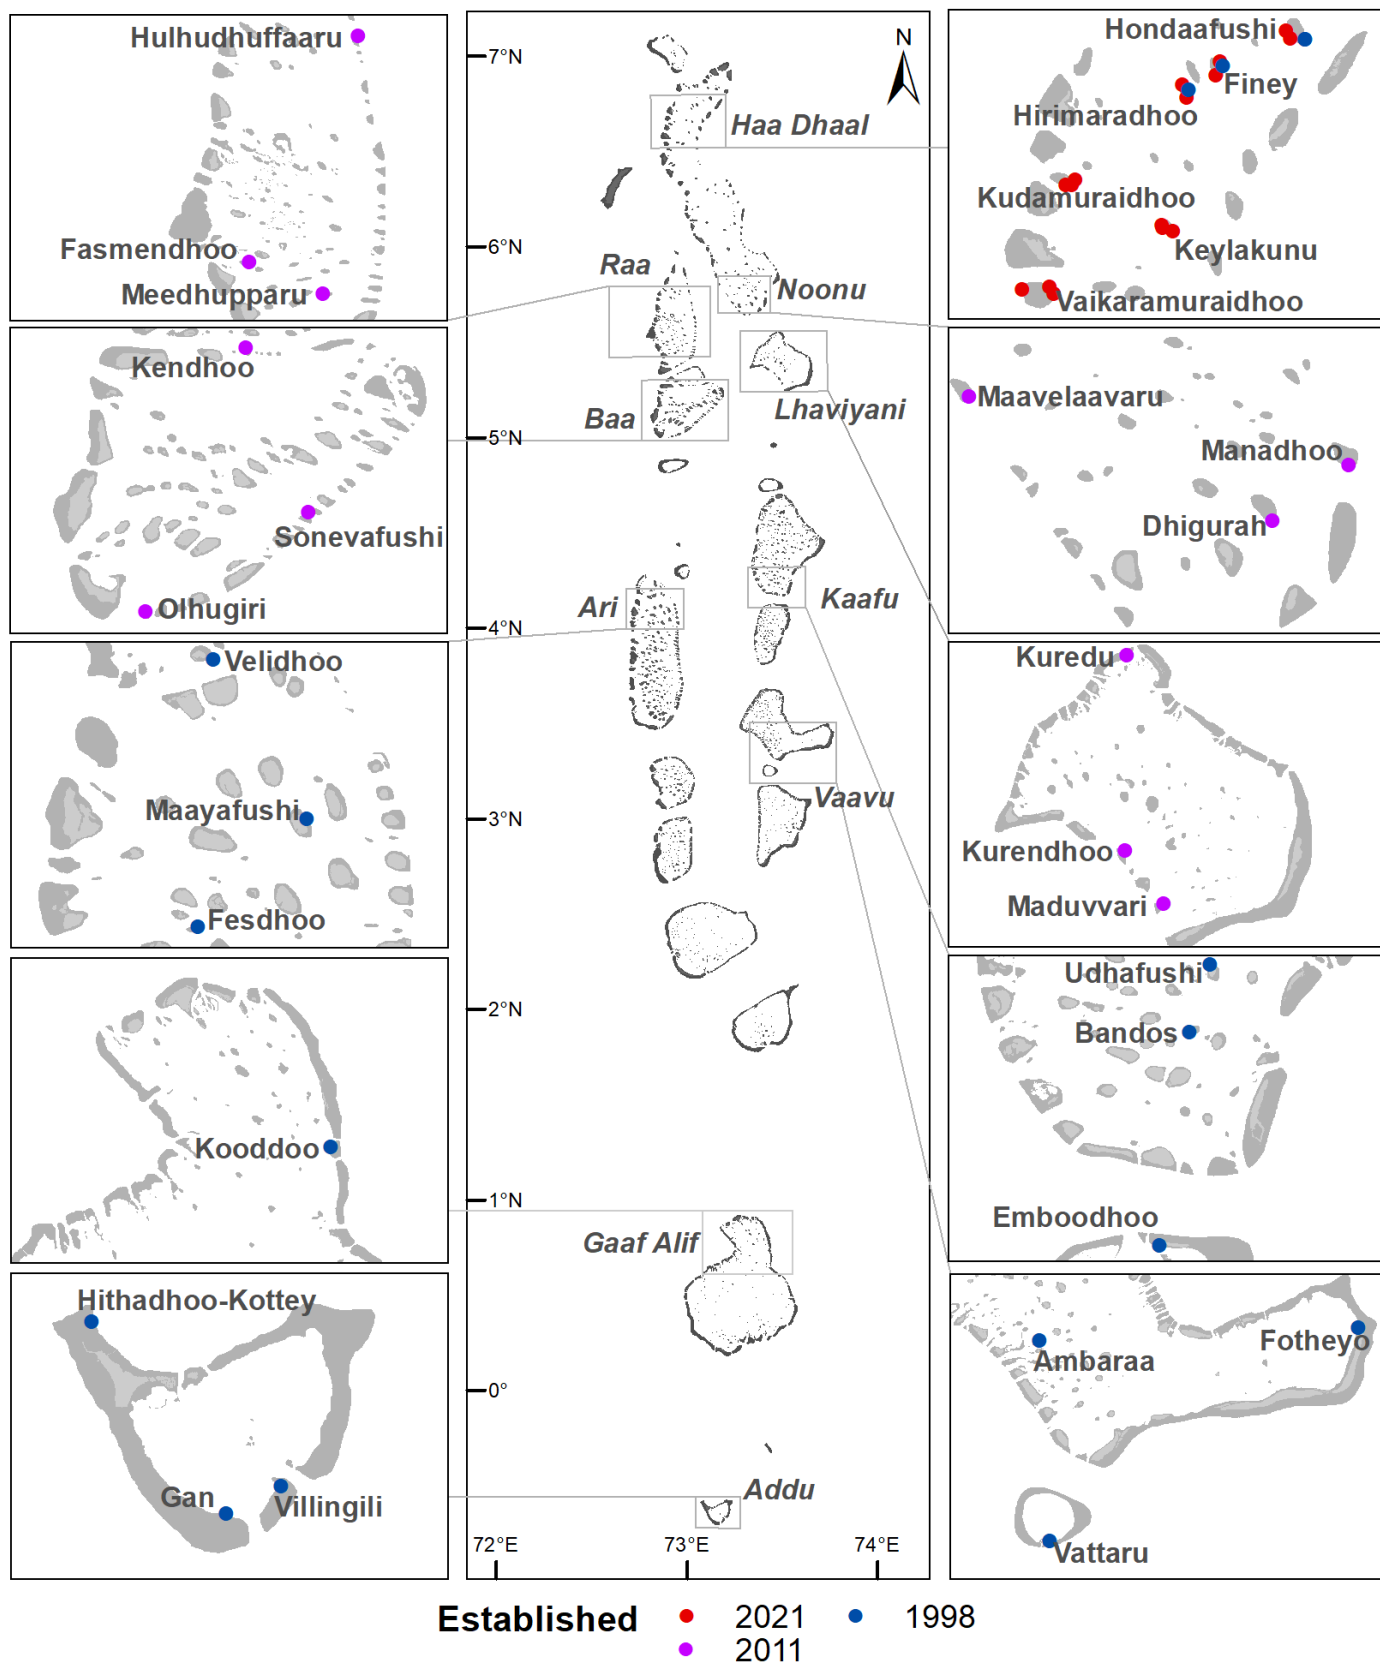 Hulhudhuffaaru
Fasmendhoo
Meedhupparu
Kendhoo
Sonevafushi
Olhugiri
Velidhoo
Maayafushi
Fesdhoo
Kooddoo
Hithadhoo-Kottey
Gan
Villingili
N
7°N
Haa Dhaal
6°N
Raa
Noonu
Baa
Lhaviyani
5°N
Ari
Kaafu
4°N
Vaavu
3°N
2°N
1°N
Gaaf Alif
0°
Addu
72°E 73°E 74°E
Hondaafushi
Finey
Hirimaradhoo
Kudamuraidhoo
Keylakunu
Vaikaramuraidhoo
Maavelaavaru
Manadhoo
Dhigurah
Kuredu
Kurendhoo
Maduvvari
Udhafushi
Bandos
Emboodhoo
Fotheyo
Ambaraa
Vattaru
Established 2021 1998
2011